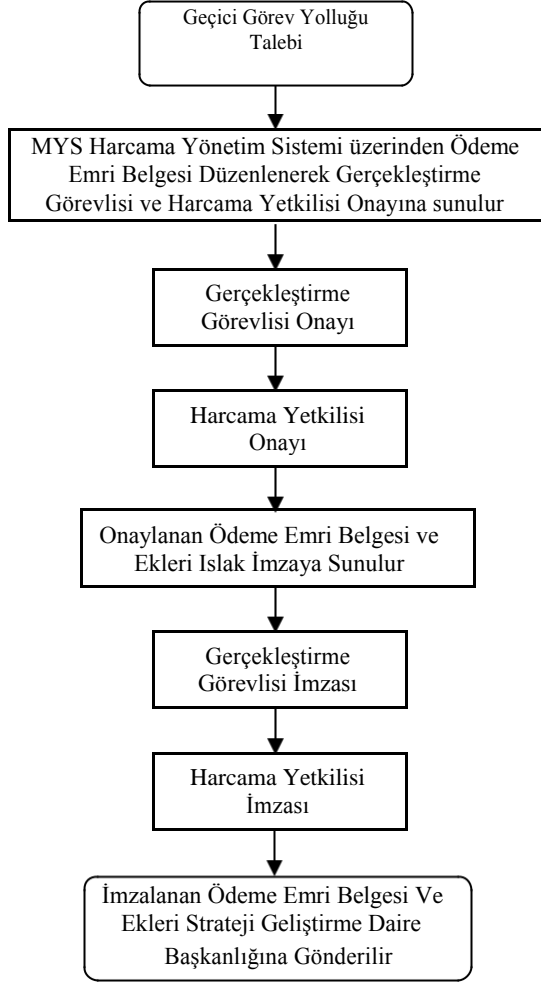 Geçici Görev Yolluğu
Talebi
MYS Harcama Yönetim Sistemi üzerinden Ödeme
Emri Belgesi Düzenlenerek Gerçekleştirme
Görevlisi ve Harcama Yetkilisi Onayına sunulur
Gerçekleştirme
Görevlisi Onayı
Harcama Yetkilisi
Onayı
Onaylanan Ödeme Emri Belgesi ve
Ekleri Islak İmzaya Sunulur
Gerçekleştirme
Görevlisi İmzası
Harcama Yetkilisi
İmzası
İmzalanan Ödeme Emri Belgesi Ve
Ekleri Strateji Geliştirme Daire
Başkanlığına Gönderilir